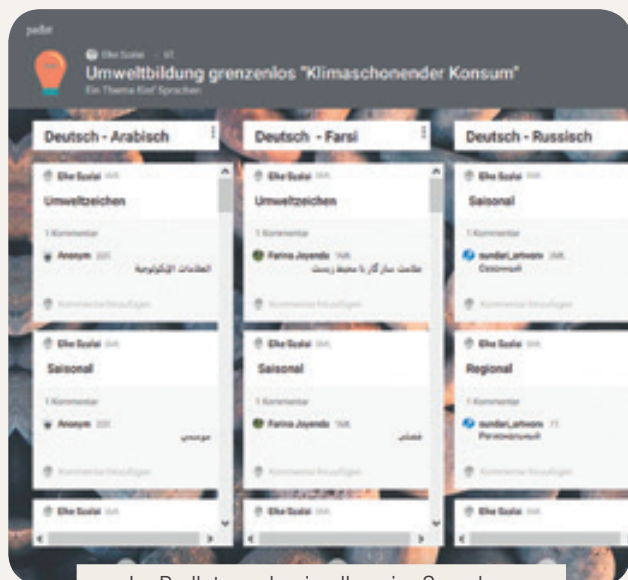 padlet
Elke Szalai
Umweltbildung grenzenlos "Klimaschonender Konsum"
Ein Thema fünf Sprachen
Deutsch - Arabisch
Elke Szalai
Umweltzeichen
1 Kommentar
Anonym
العلامات الإيكولوجية
Kommentar hinzufügen
Elke Szalai
Saisonal
1 Kommentar
Anonym
موسمي
Kommentar hinzufügen
Elke Szalai
Deutsch - Farsi
Elke Szalai
Umweltzeichen
1 Kommentar
Farina Joyenda
علامت سازگار با محیط زیست
Kommentar hinzufügen
Elke Szalai
Saisonal
1 Kommentar
Farina Joyenda
فصلی
Kommentar hinzufügen
Elke Szalai
Deutsch - Russisch
Elke Szalai
Saisonal
1 Kommentar
sundari_artworx
Сезонный
Kommentar hinzufügen
Elke Szalai
Regional
1 Kommentar
sundari_artworx
Региональный
Kommentar hinzufügen
Elke Szalai